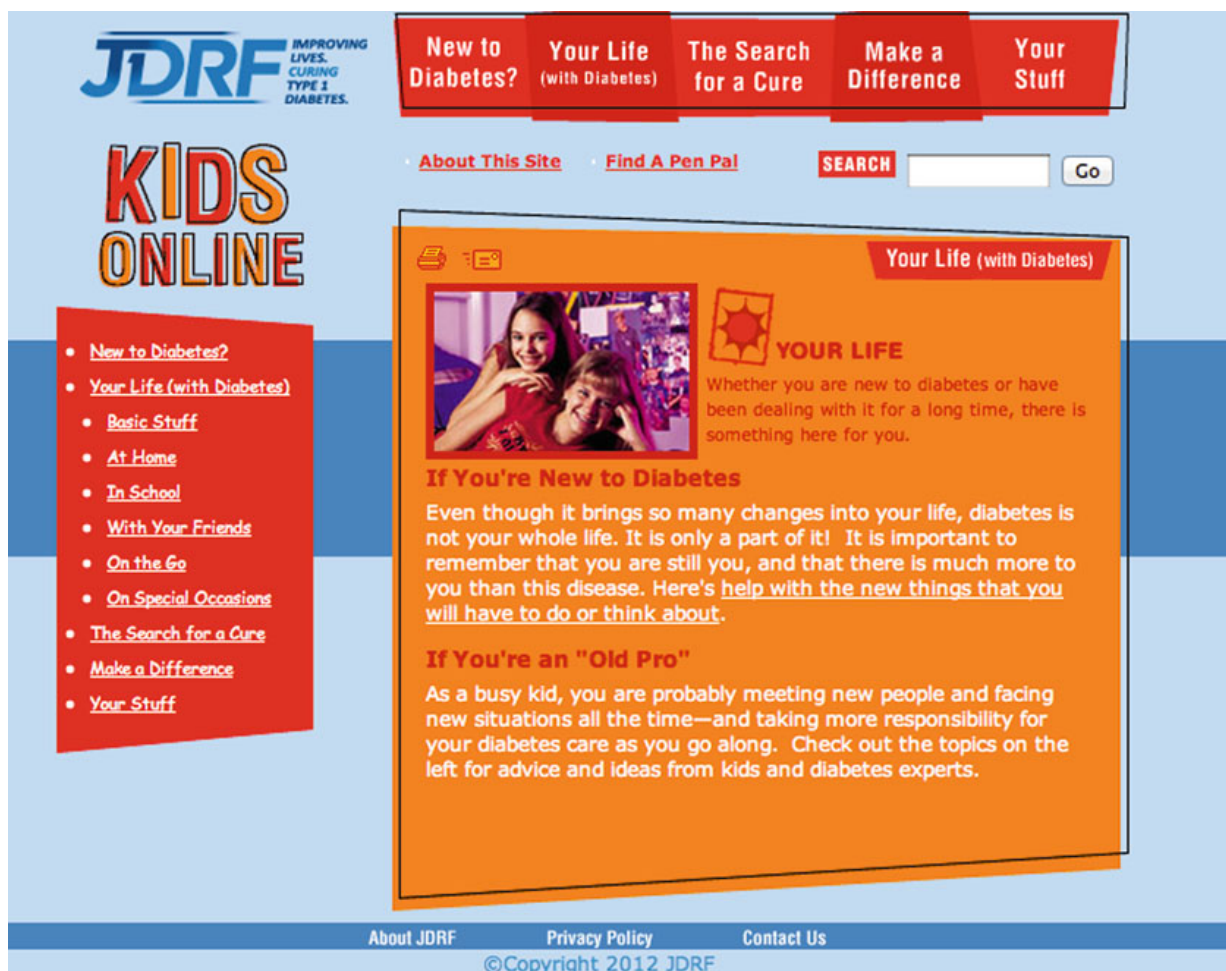 JDRF
IMPROVING
LIVES.
CURING
TYPE 1
DIABETES.
New to
Diabetes?
Your Life
(with Diabetes)
The Search
for a Cure
Make a
Difference
Your
Stuff
KIDS
ONLINE
About This Site
Find A Pen Pal
SEARCH
Go
New to Diabetes?
Your Life (with Diabetes)
Basic Stuff
At Home
In School
With Your Friends
On the Go
On Special Occasions
The Search for a Cure
Make a Difference
Your Stuff
Your Life (with Diabetes)
YOUR LIFE
Whether you are new to diabetes or have
been dealing with it for a long time, there is
something here for you.
If You're New to Diabetes
Even though it brings so many changes into your life, diabetes is
not your whole life. It is only a part of it!  It is important to
remember that you are still you, and that there is much more to
you than this disease. Here's help with the new things that you
will have to do or think about.
If You're an "Old Pro"
As a busy kid, you are probably meeting new people and facing
new situations all the time—and taking more responsibility for
your diabetes care as you go along.  Check out the topics on the
left for advice and ideas from kids and diabetes experts.
About JDRF
Privacy Policy
Contact Us
©Copyright 2012 JDRF